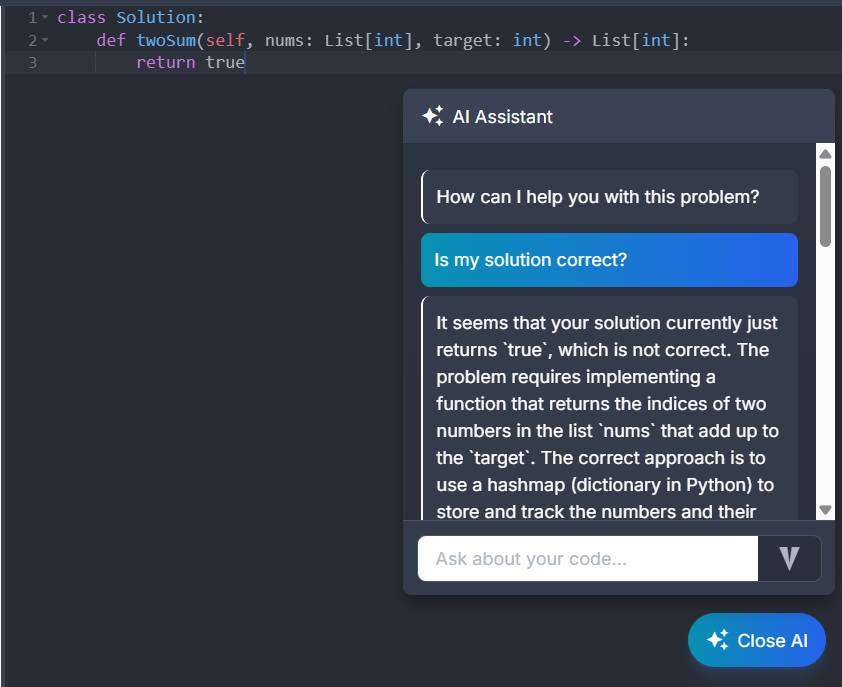 1 class Solution:
2     def twoSum(self, nums: List[int], target: int) -> List[int]:
3         return true
AI Assistant
How can I help you with this problem?
Is my solution correct?
It seems that your solution currently just
returns `true`, which is not correct. The
problem requires implementing a
function that returns the indices of two
numbers in the list `nums` that add up to
the `target`. The correct approach is to
use a hashmap (dictionary in Python) to
store and track the numbers and their
Ask about your code...
Close AI